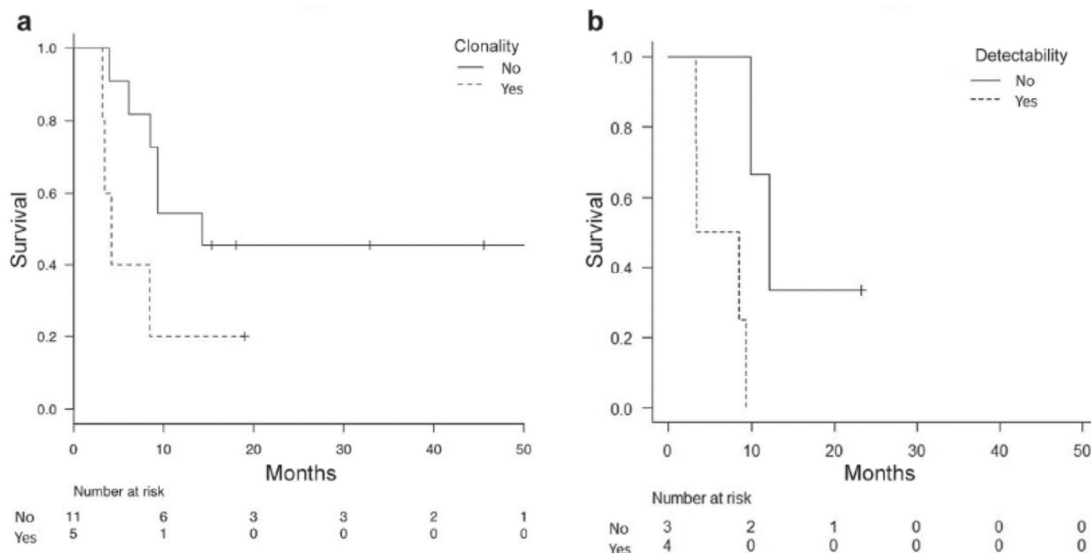 a
Clonality
No
Yes
1.0
0.8
0.6
0.4
0.2
0.0
Survival
0 10 20 30 40 50
Months
Number at risk
No 11 6 3 3 2 1
Yes 5 1 0 0 0 0
b
Detectability
No
Yes
1.0
0.8
0.6
0.4
0.2
0.0
Survival
0 10 20 30 40 50
Months
Number at risk
No 3 2 1 0 0 0
Yes 4 0 0 0 0 0